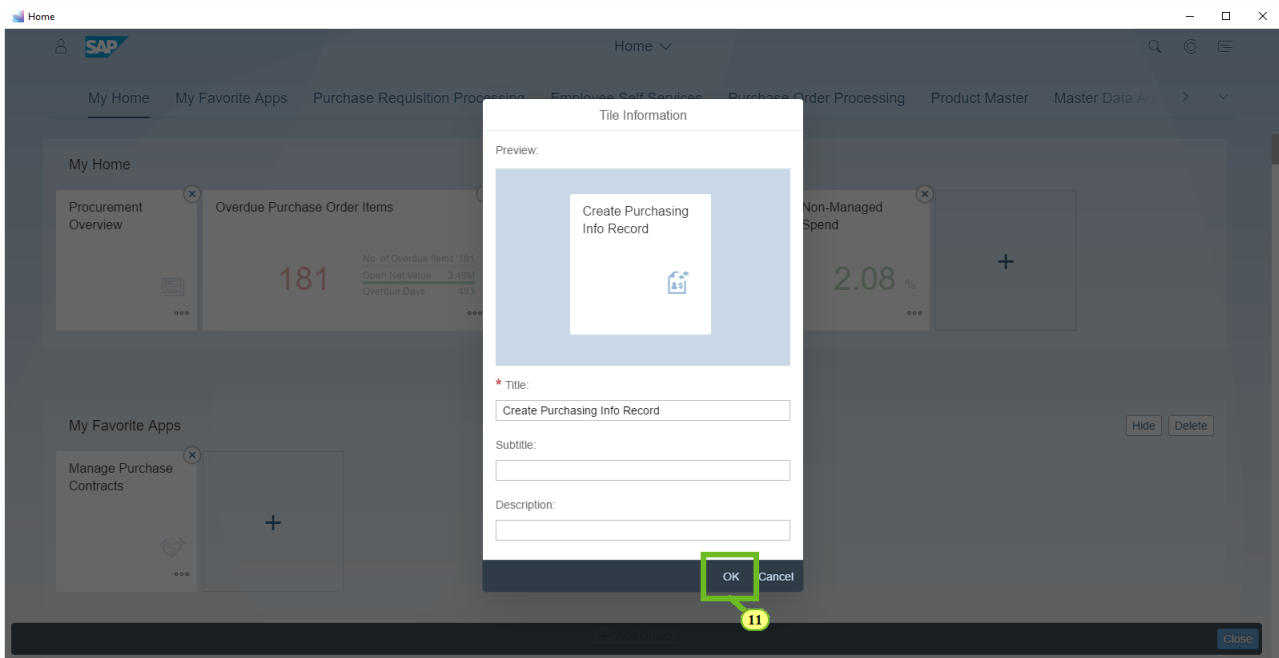 Home
SAP
Home
My Home
My Favorite Apps
Purchase Requisition Processing
Employee Self Services
Purchase Order Processing
Product Master
Master Data
Tile Information
Preview:
My Home
Procurement
Overview
Overdue Purchase Order Items
No. of Overdue Items 181
Open Net Value 3.49M
Overdue Days 493
181
Create Purchasing
Info Record
Non-Managed
Spend
2.08 %
* Title:
Create Purchasing Info Record
My Favorite Apps
Hide
Delete
Subtitle:
Manage Purchase
Contracts
Description:
OK
Cancel
11
Add Group
Close